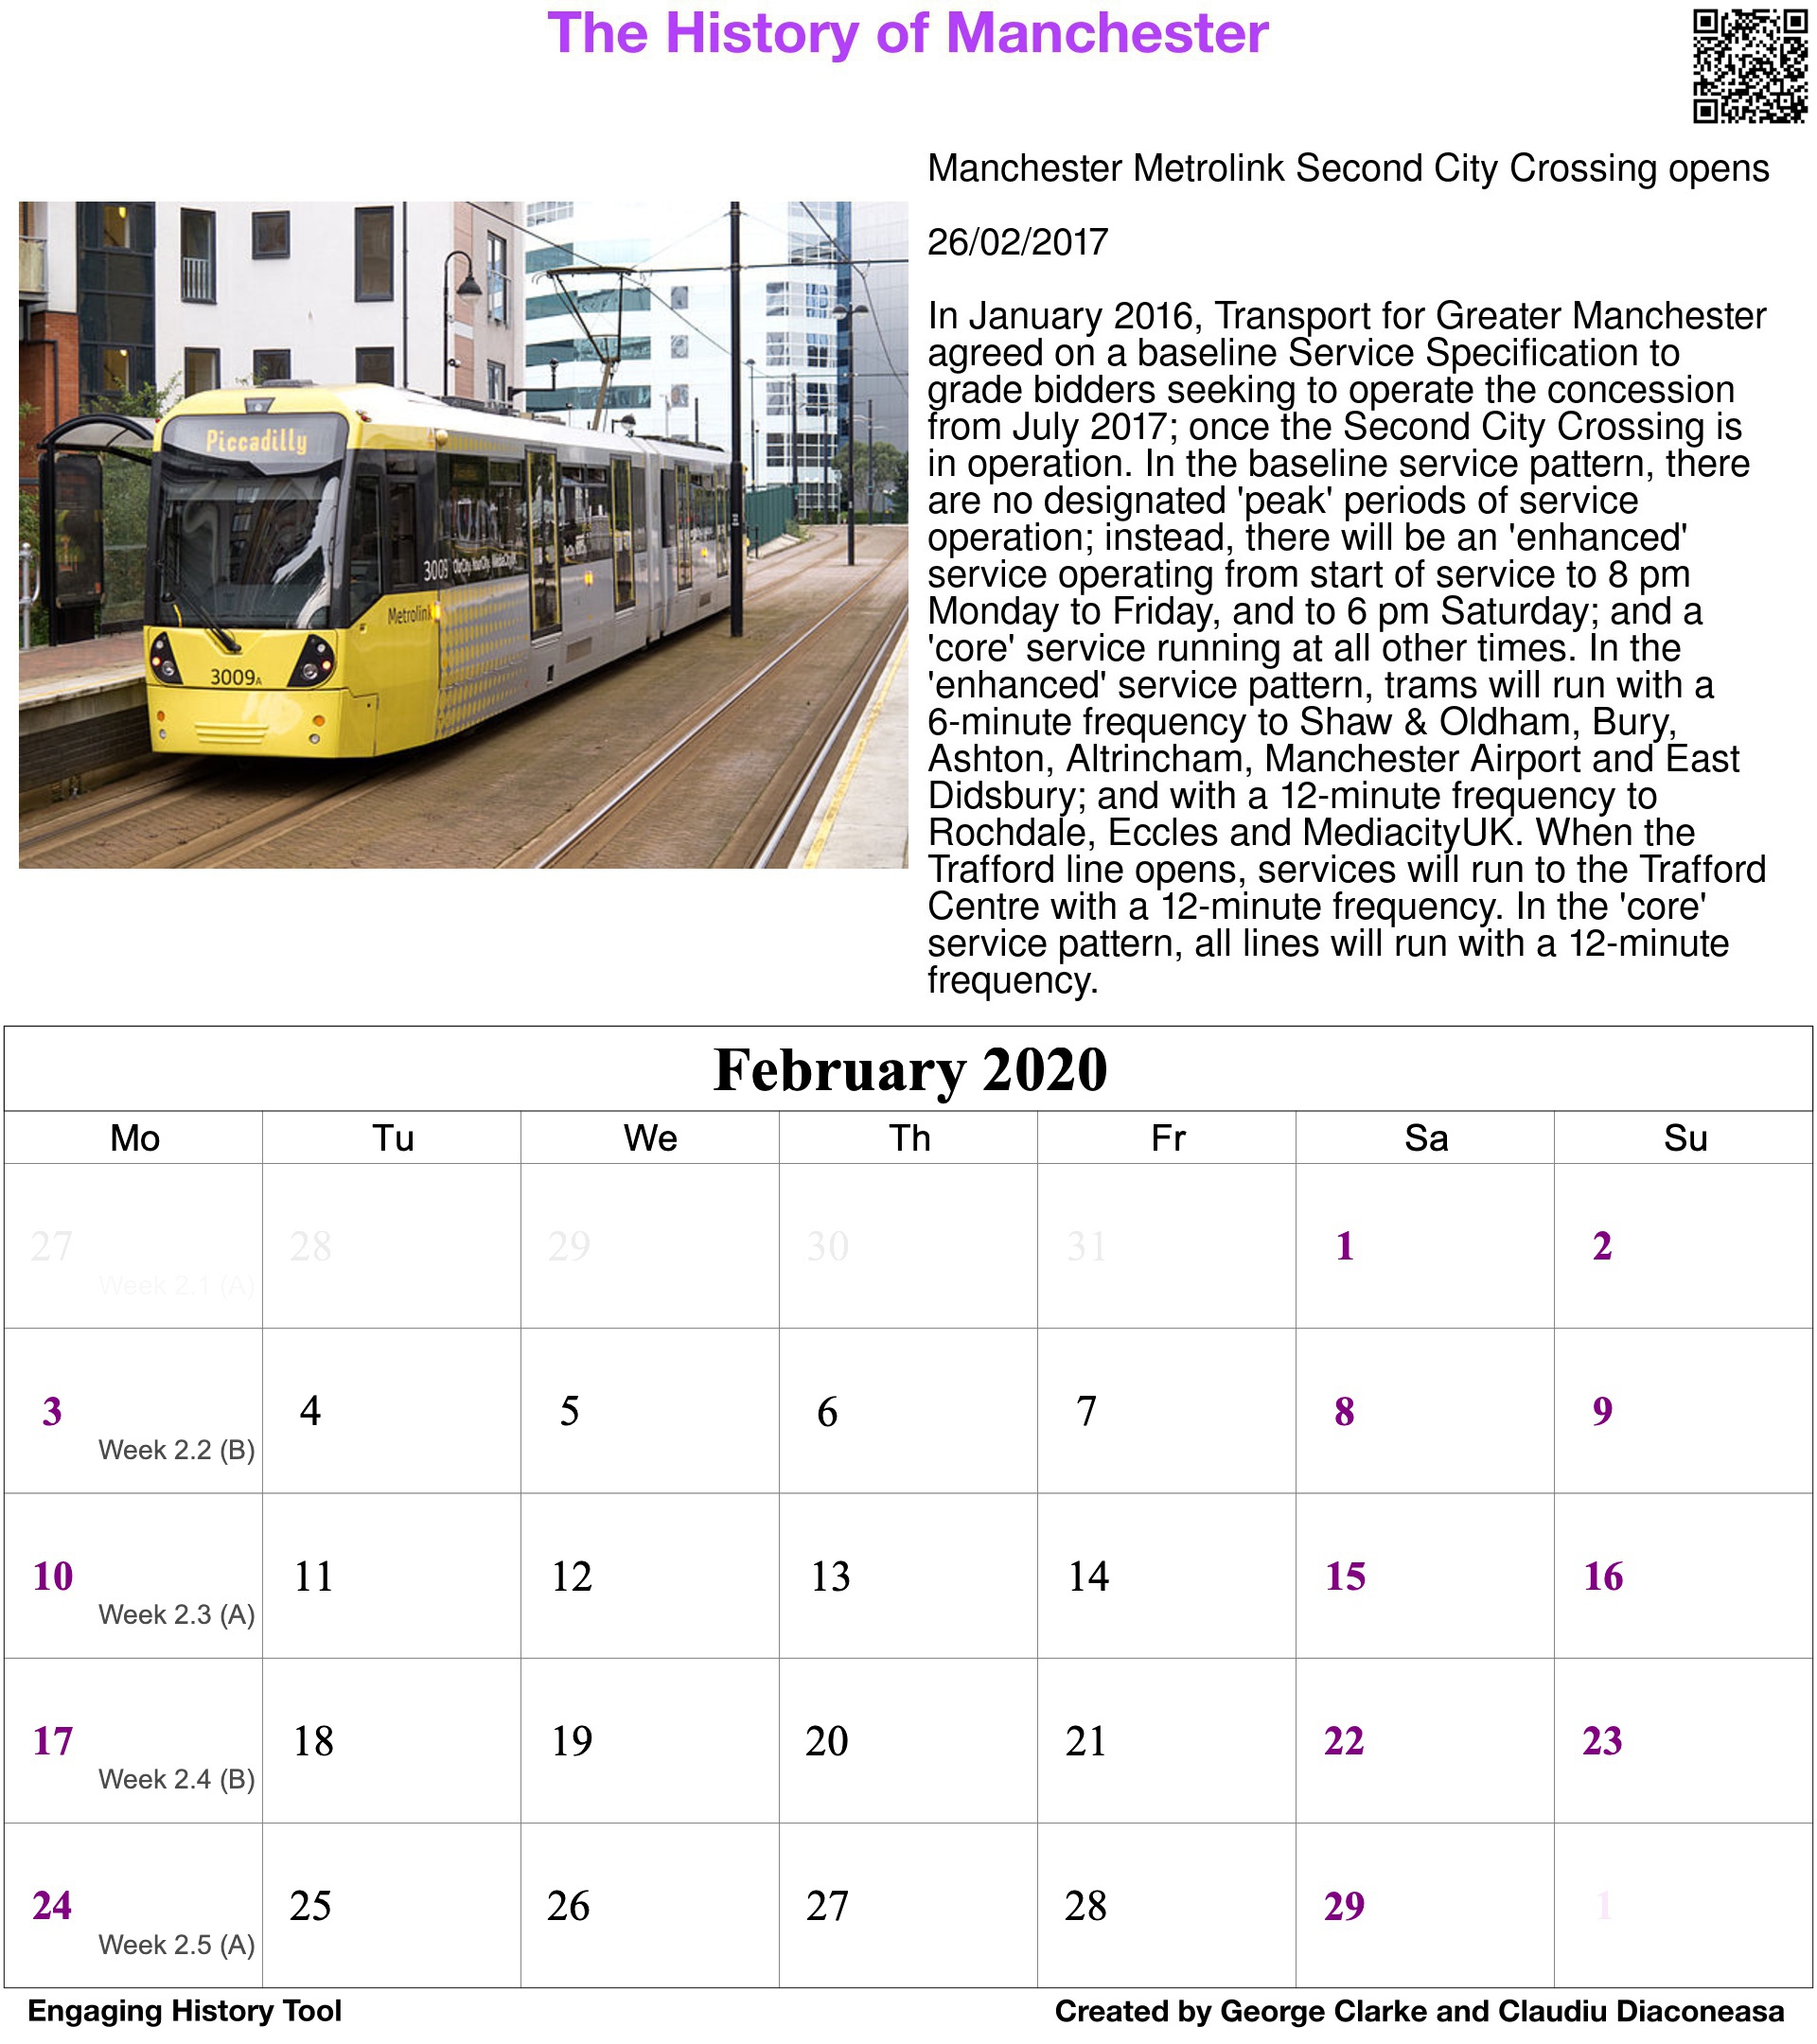 The History of Manchester
Manchester Metrolink Second City Crossing opens
26/02/2017
In January 2016, Transport for Greater Manchester
agreed on a baseline Service Specification to
grade bidders seeking to operate the concession
from July 2017; once the Second City Crossing is
in operation. In the baseline service pattern, there
are no designated 'peak' periods of service
operation; instead, there will be an 'enhanced'
service operating from start of service to 8 pm
Monday to Friday, and to 6 pm Saturday; and a
'core' service running at all other times. In the
'enhanced' service pattern, trams will run with a
6-minute frequency to Shaw & Oldham, Bury,
Ashton, Altrincham, Manchester Airport and East
Didsbury; and with a 12-minute frequency to
Rochdale, Eccles and MediacityUK. When the
Trafford line opens, services will run to the Trafford
Centre with a 12-minute frequency. In the 'core'
service pattern, all lines will run with a 12-minute
frequency.
Piccadilly
3009
Metrolink
3009A
February 2020
Mo Tu We Th Fr Sa Su
27 28 29 30 31 1 2
Week 2.1 (A)
3 4 5 6 7 8 9
Week 2.2 (B)
10 11 12 13 14 15 16
Week 2.3 (A)
17 18 19 20 21 22 23
Week 2.4 (B)
24 25 26 27 28 29 1
Week 2.5 (A)
Engaging History Tool
Created by George Clarke and Claudiu Diaconeasa